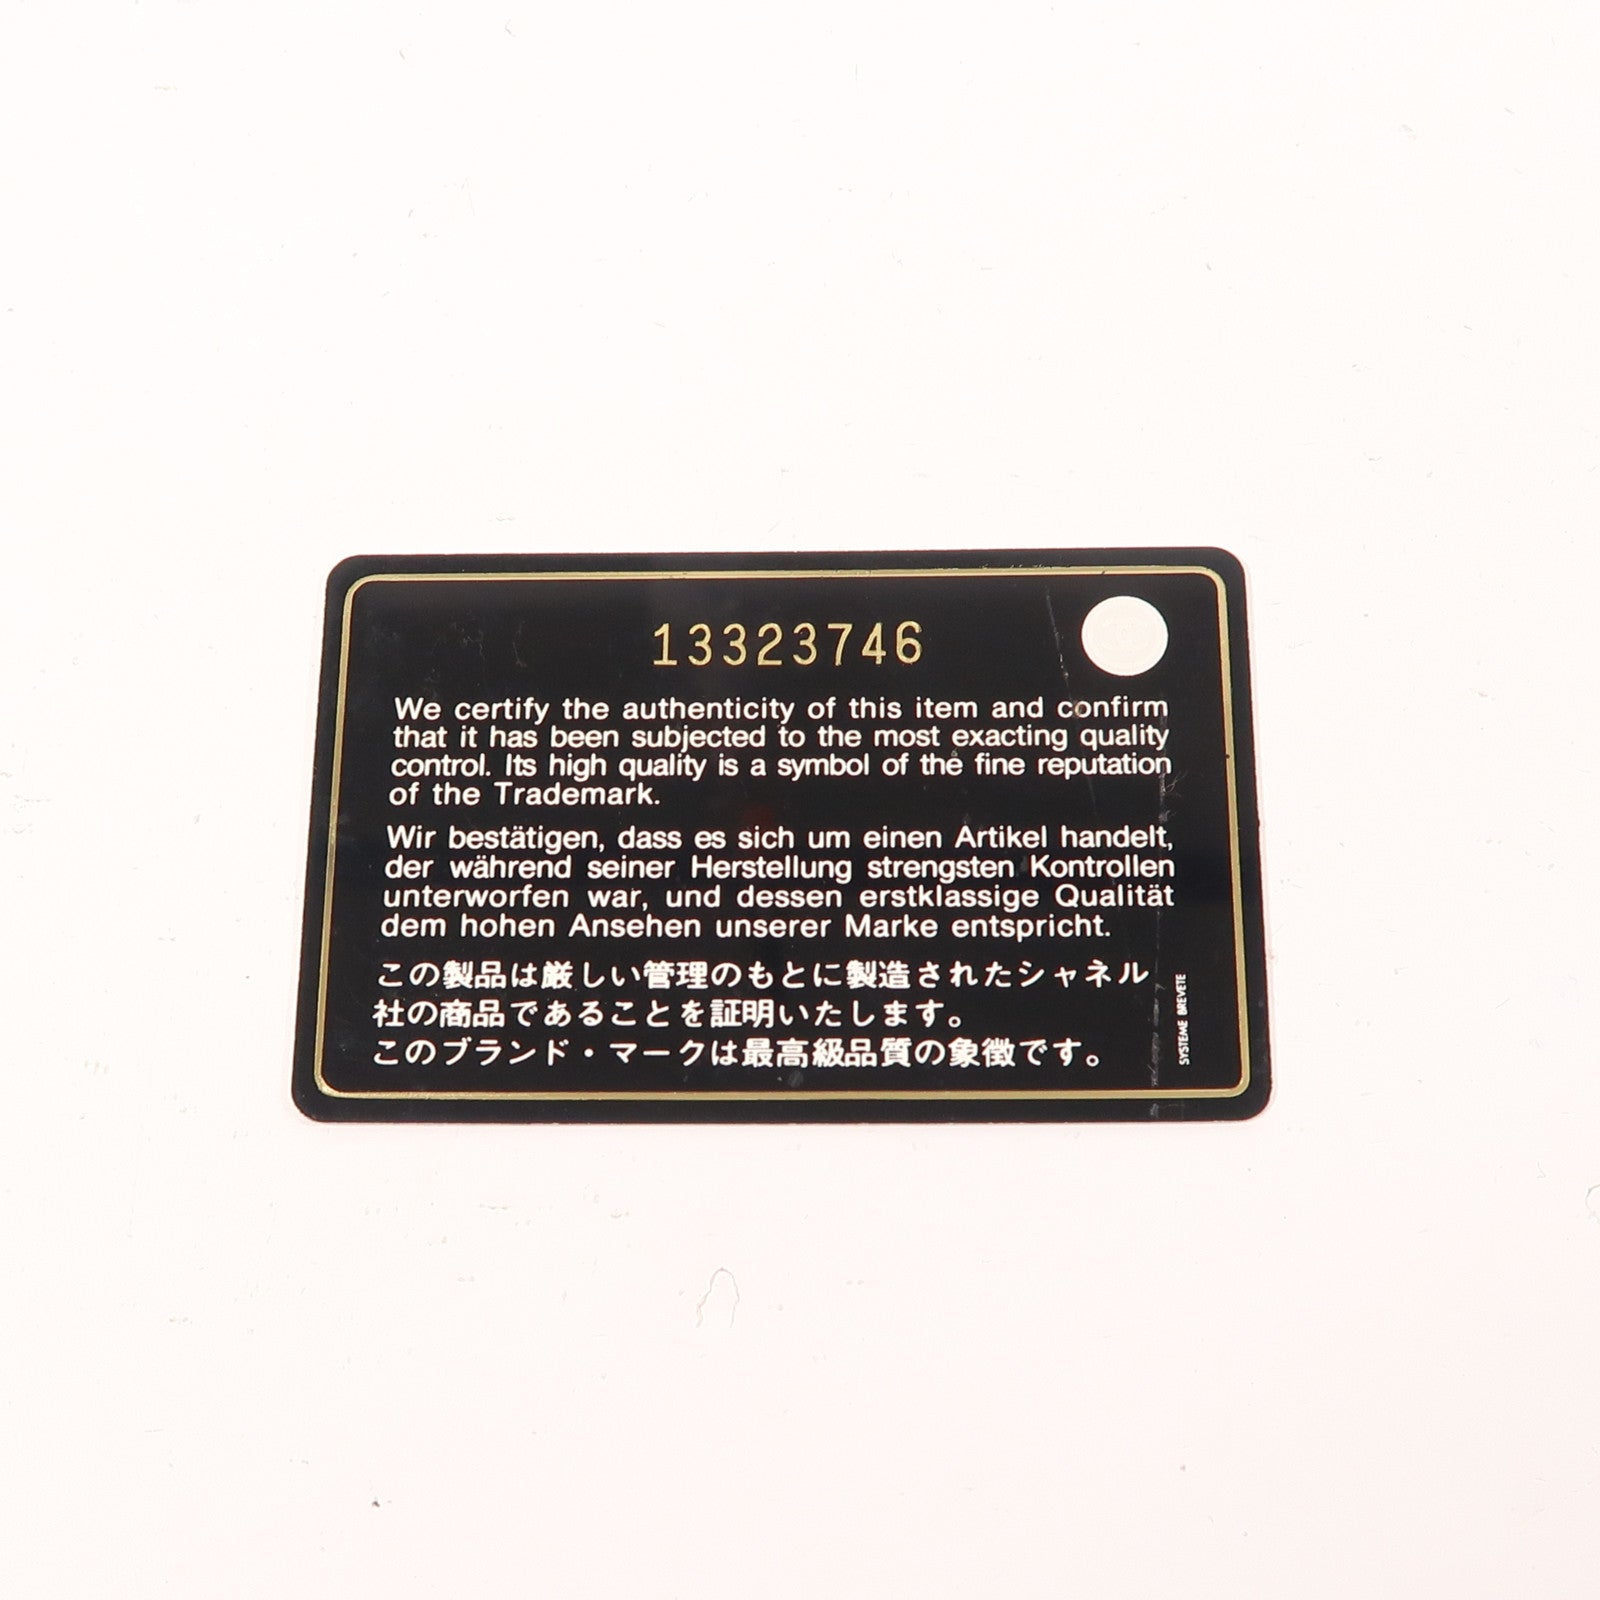 13323746
We certify the authenticity of this item and confirm
that it has been subjected to the most exacting quality
control. Its high quality is a symbol of the fine reputation
of the Trademark.
Wir bestätigen, dass es sich um einen Artikel handelt,
der während seiner Herstellung strengsten Kontrollen
unterworfen war, und dessen erstklassige Qualität
dem hohen Ansehen unserer Marke entspricht.
この製品は厳しい管理のもとに製造されたシャネル
社の商品であることを証明いたします。
このブランド・マークは最高級品質の象徴です。
SYSTEME BREVETE